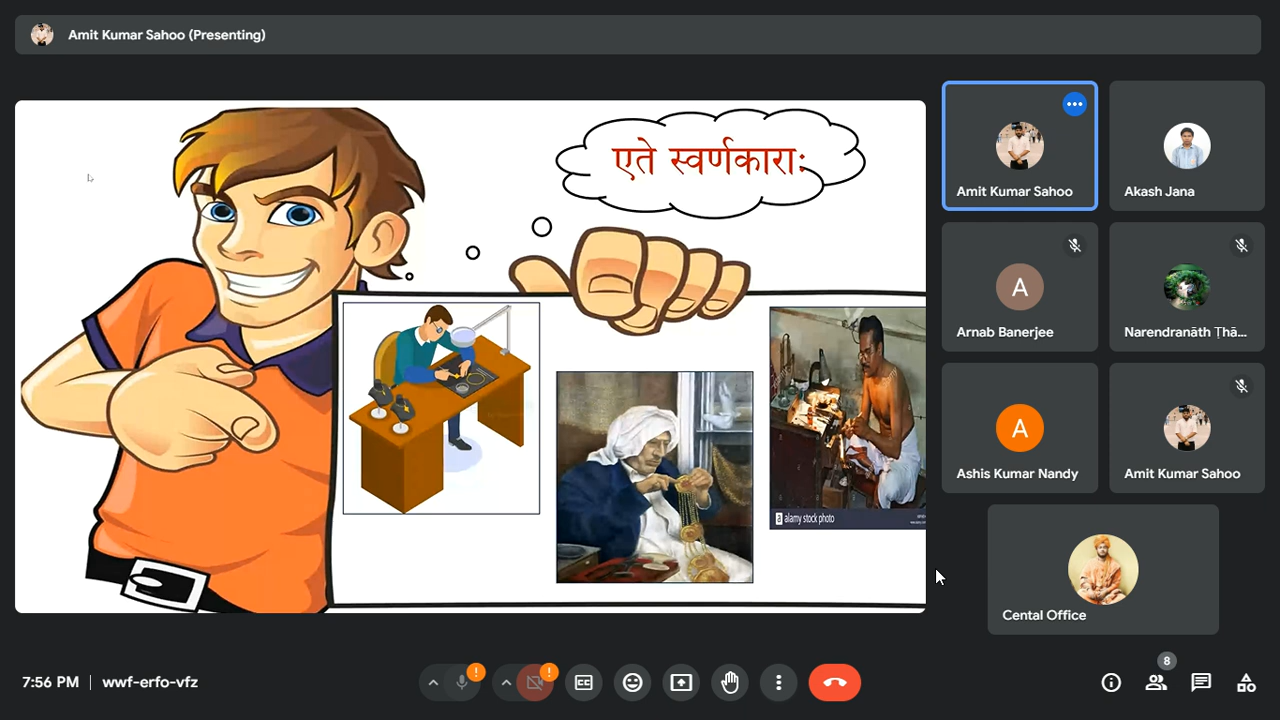 Amit Kumar Sahoo (Presenting)
एते स्वर्णकाराः
a alamy stock photo
Amit Kumar Sahoo
Akash Jana
A
Arnab Banerjee
Narendranāth Ṭhā...
A
Ashis Kumar Nandy
Amit Kumar Sahoo
Cental Office
7:56 PM | wwf-erfo-vfz
8